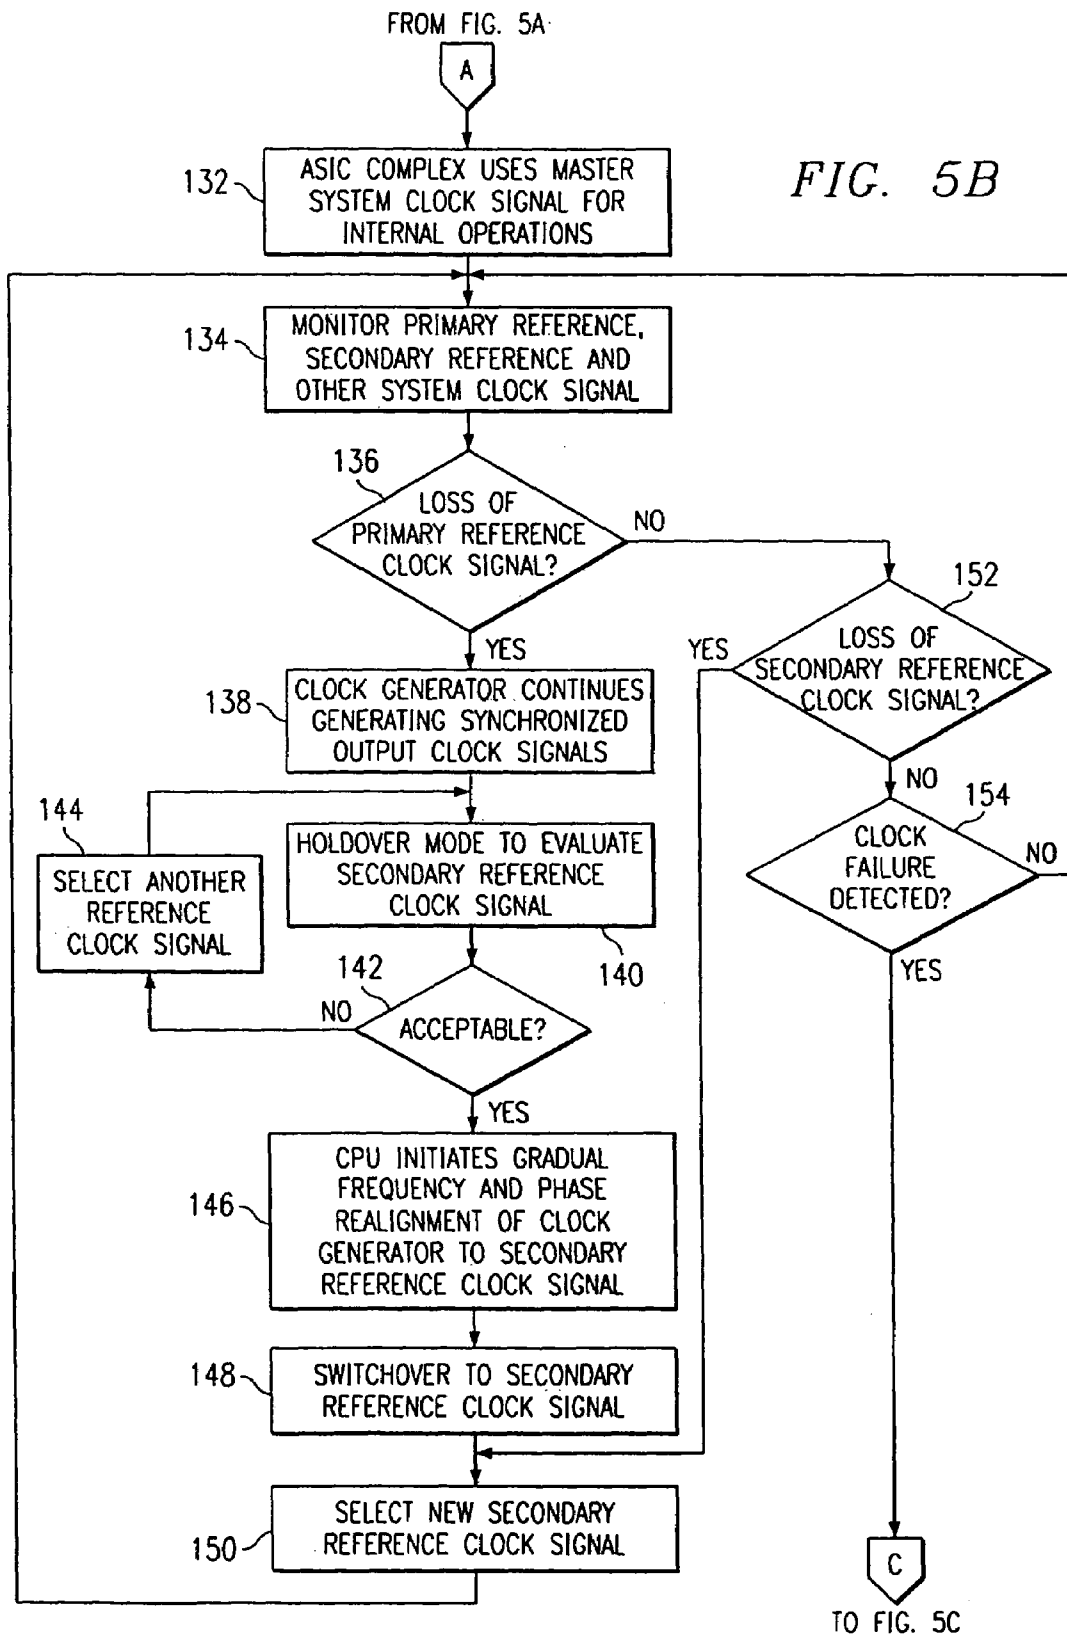 FROM FIG. 5A
A
FIG. 5B
132
ASIC COMPLEX USES MASTER
SYSTEM CLOCK SIGNAL FOR
INTERNAL OPERATIONS
134
MONITOR PRIMARY REFERENCE,
SECONDARY REFERENCE AND
OTHER SYSTEM CLOCK SIGNAL
136
LOSS OF
PRIMARY REFERENCE
CLOCK SIGNAL?
NO
YES
152
LOSS OF
SECONDARY REFERENCE
CLOCK SIGNAL?
YES
NO
138
CLOCK GENERATOR CONTINUES
GENERATING SYNCHRONIZED
OUTPUT CLOCK SIGNALS
154
CLOCK
FAILURE
DETECTED?
NO
YES
144
SELECT ANOTHER
REFERENCE
CLOCK SIGNAL
HOLDOVER MODE TO EVALUATE
SECONDARY REFERENCE
CLOCK SIGNAL
140
142
NO
ACCEPTABLE?
YES
146
CPU INITIATES GRADUAL
FREQUENCY AND PHASE
REALIGNMENT OF CLOCK
GENERATOR TO SECONDARY
REFERENCE CLOCK SIGNAL
148
SWITCHOVER TO SECONDARY
REFERENCE CLOCK SIGNAL
150
SELECT NEW SECONDARY
REFERENCE CLOCK SIGNAL
C
TO FIG. 5C